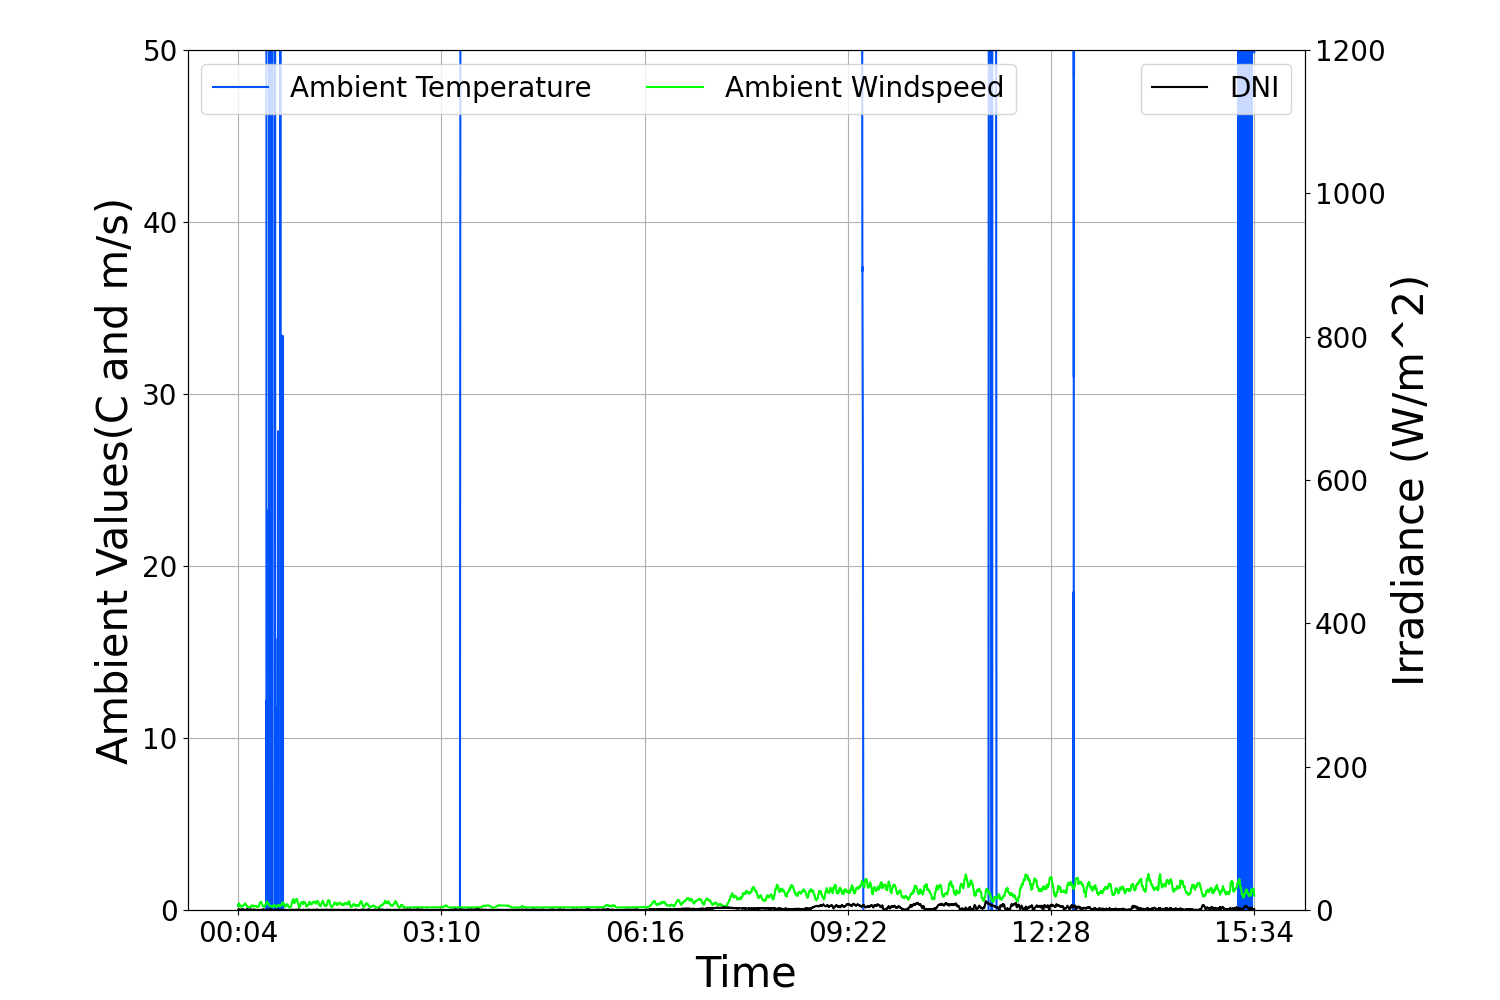 Ambient Temperature Ambient Windspeed DNI
50
40
30
20
10
0
Ambient Values(C and m/s)
1200
1000
800
600
400
200
0
Irradiance (W/m^2)
00:04 03:10 06:16 09:22 12:28 15:34
Time